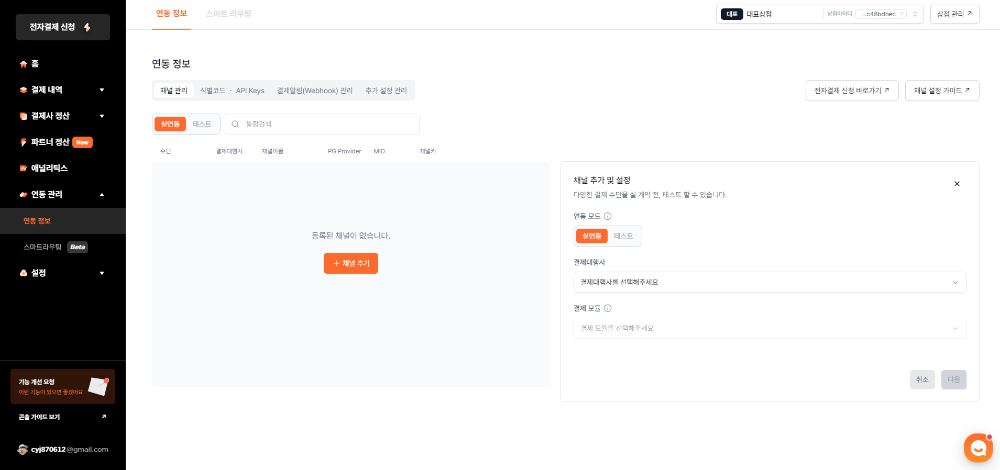 전자결제 신청
홈
결제 내역
결제사 정산
파트너 정산 New
애널리틱스
연동 관리
연동 정보
스마트라우팅 Beta
설정
기능 개선 요청
이런 기능이 있으면 좋겠어요
콘솔 가이드 보기
cyj870612@gmail.com
연동 정보 스마트 라우팅
대표 대표상점 상점아이디 ...c48bdbec
상점 관리
연동 정보
채널 관리 식별코드 · API Keys 결제알림(Webhook) 관리 추가 설정 관리
전자결제 신청 바로가기 채널 설정 가이드
실연동 테스트 통합검색
수단 결제대행사 채널이름 PG Provider MID 채널키
등록된 채널이 없습니다.
+ 채널 추가
채널 추가 및 설정
다양한 결제 수단을 실 계약 전, 테스트 할 수 있습니다.
연동 모드
실연동 테스트
결제대행사
결제대행사를 선택해주세요
결제 모듈
결제 모듈을 선택해주세요
취소 다음